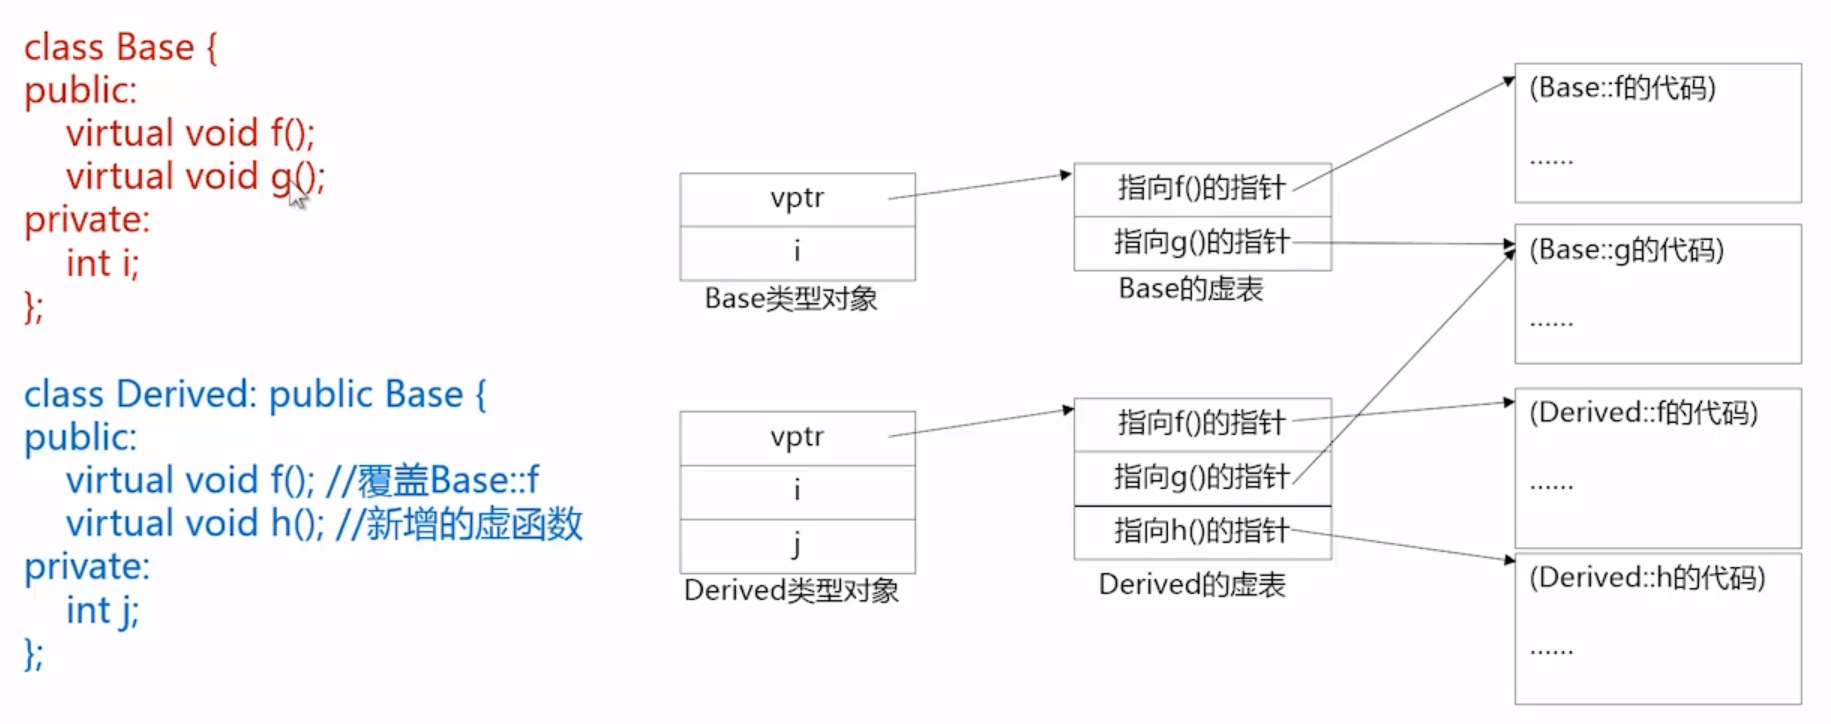 class Base {
public:
virtual void f();
virtual void g();
private:
int i;
};
class Derived: public Base {
public:
virtual void f(); //覆盖Base::f
virtual void h(); //新增的虚函数
private:
int j;
};
vptr
i
Base类型对象
指向f()的指针
指向g()的指针
Base的虚表
(Base::f的代码)
......
(Base::g的代码)
......
vptr
i
j
Derived类型对象
指向f()的指针
指向g()的指针
指向h()的指针
Derived的虚表
(Derived::f的代码)
......
(Derived::h的代码)
......